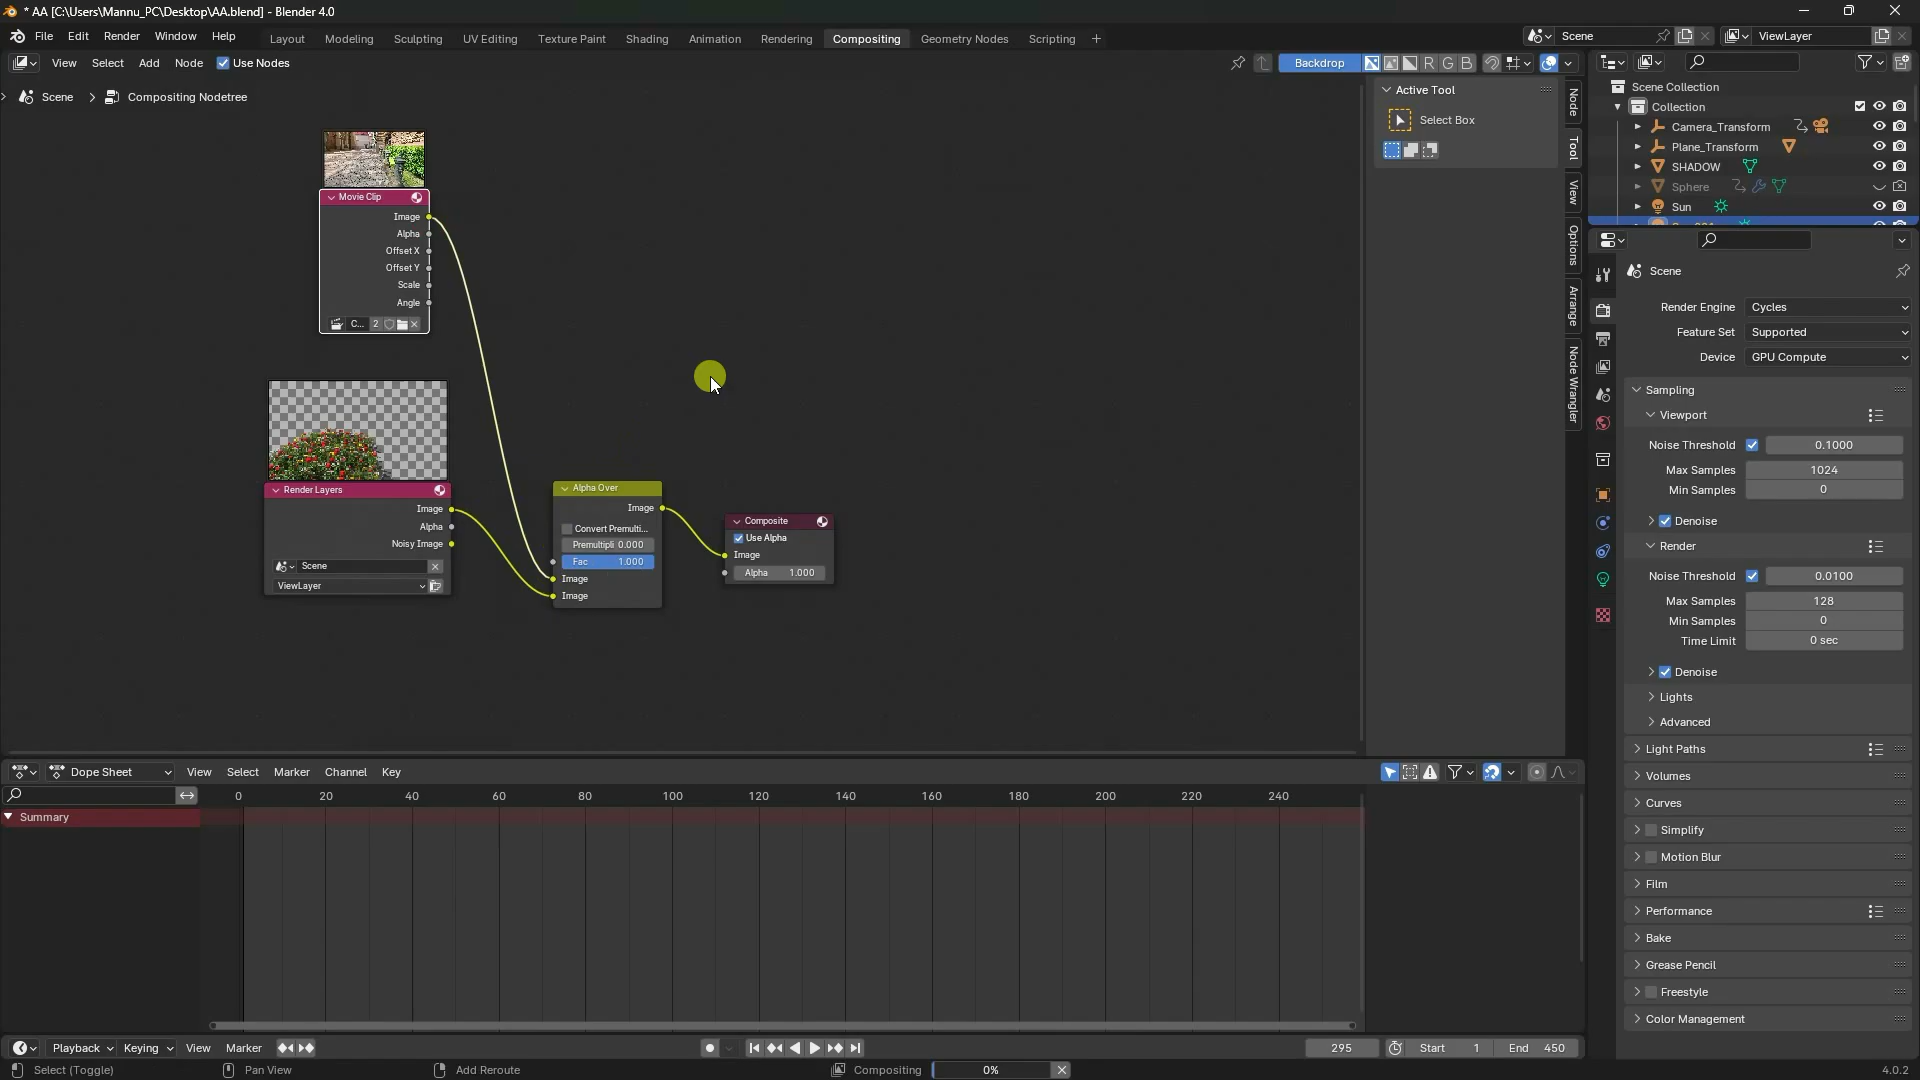 * AA [C:\Users\Mannu_PC\Desktop\AA.blend] - Blender 4.0
File Edit Render Window Help
Layout Modeling Sculpting UV Editing Texture Paint Shading Animation Rendering Compositing Geometry Nodes Scripting +
Scene
ViewLayer
View Select Add Node Use Nodes
Backdrop
R G B
Scene > Compositing Nodetree
Active Tool
Select Box
Node
Tool
View
Options
Arrange
Node Wrangler
Scene Collection
Collection
Camera_Transform
Plane_Transform
SHADOW
Sphere
Sun
Movie Clip
Image
Alpha
Offset X
Offset Y
Scale
Angle
C... 2
Render Layers
Image
Alpha
Noisy Image
Scene
ViewLayer
Alpha Over
Image
Convert Premulti...
Premultipli 0.000
Fac 1.000
Image
Image
Composite
Use Alpha
Image
Alpha 1.000
Scene
Render Engine Cycles
Feature Set Supported
Device GPU Compute
Sampling
Viewport
Noise Threshold 0.1000
Max Samples 1024
Min Samples 0
Denoise
Render
Noise Threshold 0.0100
Max Samples 128
Min Samples 0
Time Limit 0 sec
Denoise
Lights
Advanced
Light Paths
Volumes
Curves
Simplify
Motion Blur
Film
Performance
Bake
Grease Pencil
Freestyle
Color Management
Dope Sheet View Select Marker Channel Key
0 20 40 60 80 100 120 140 160 180 200 220 240
Summary
Playback Keying View Marker
295 Start 1 End 450
Select (Toggle) Pan View Add Reroute Compositing 0% 4.0.2